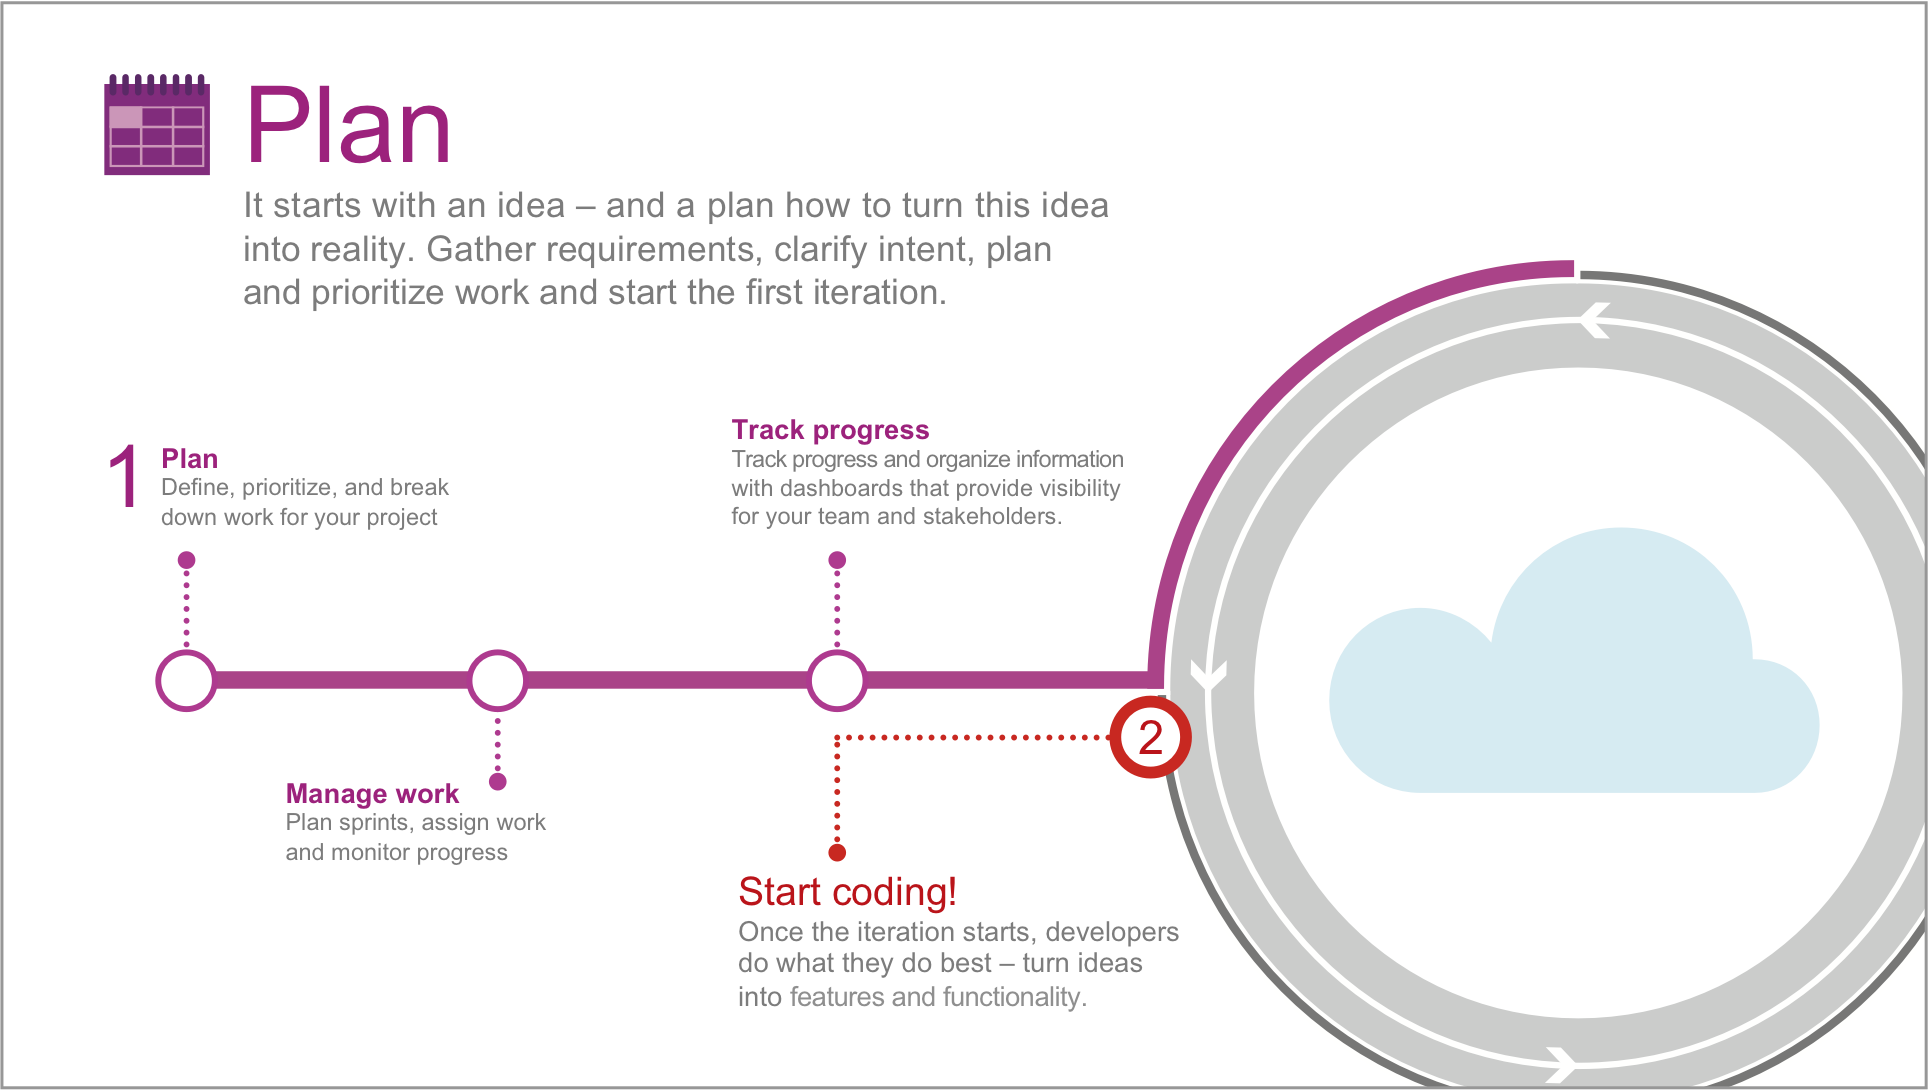 Plan
It starts with an idea – and a plan how to turn this idea
into reality. Gather requirements, clarify intent, plan
and prioritize work and start the first iteration.
1
Plan
Define, prioritize, and break
down work for your project
Track progress
Track progress and organize information
with dashboards that provide visibility
for your team and stakeholders.
Manage work
Plan sprints, assign work
and monitor progress
2
Start coding!
Once the iteration starts, developers
do what they do best – turn ideas
into features and functionality.